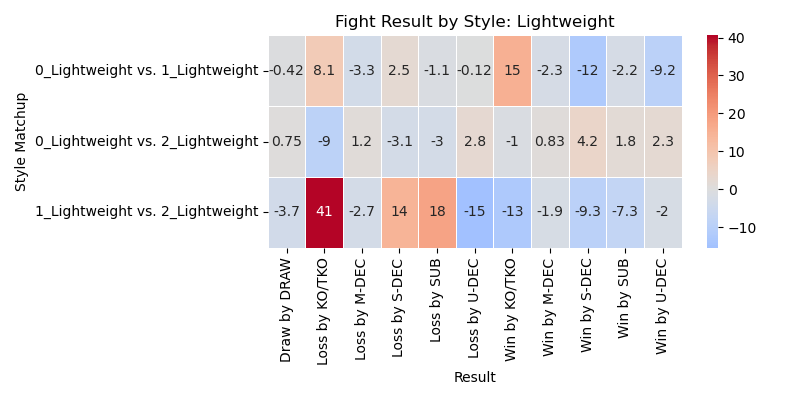 Fight Result by Style: Lightweight
Style Matchup
0_Lightweight vs. 1_Lightweight -0.42 8.1 -3.3 2.5 -1.1 -0.12 15 -2.3 -12 -2.2 -9.2
0_Lightweight vs. 2_Lightweight 0.75 -9 1.2 -3.1 -3 2.8 -1 0.83 4.2 1.8 2.3
1_Lightweight vs. 2_Lightweight -3.7 41 -2.7 14 18 -15 -13 -1.9 -9.3 -7.3 -2
Draw by DRAW
Loss by KO/TKO
Loss by M-DEC
Loss by S-DEC
Loss by SUB
Loss by U-DEC
Win by KO/TKO
Win by M-DEC
Win by S-DEC
Win by SUB
Win by U-DEC
Result
40
30
20
10
0
−10